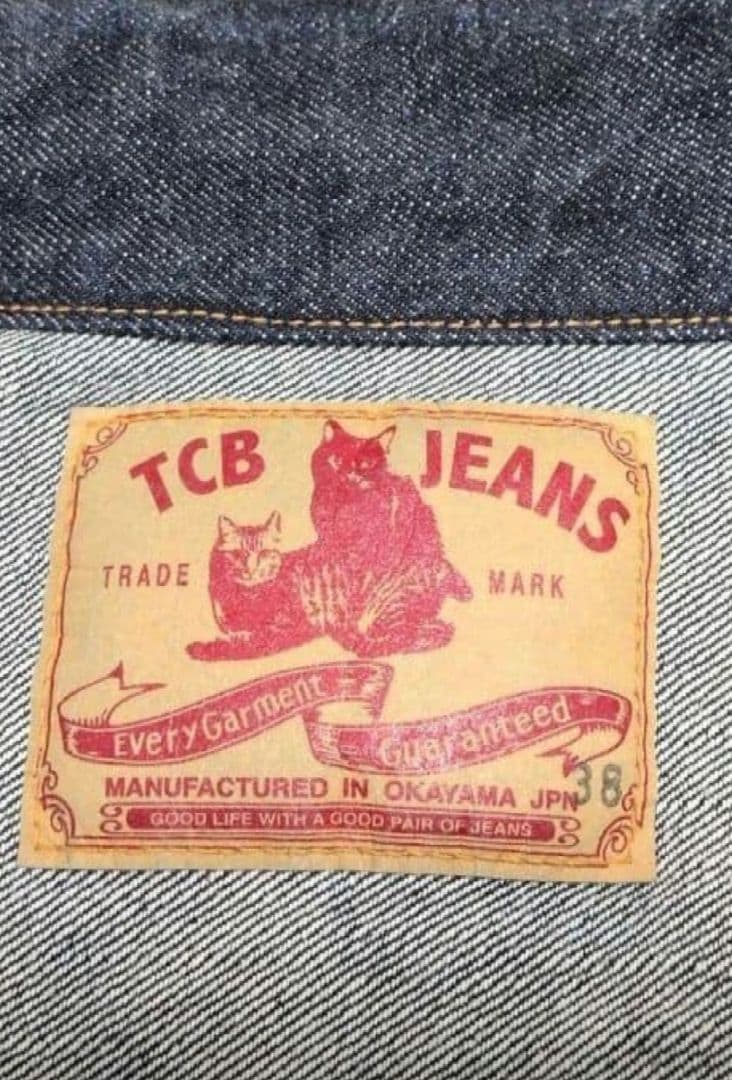 TCB JEANS
TRADE MARK
Every Garment Guaranteed
MANUFACTURED IN OKAYAMA JPN
38
GOOD LIFE WITH A GOOD PAIR OF JEANS